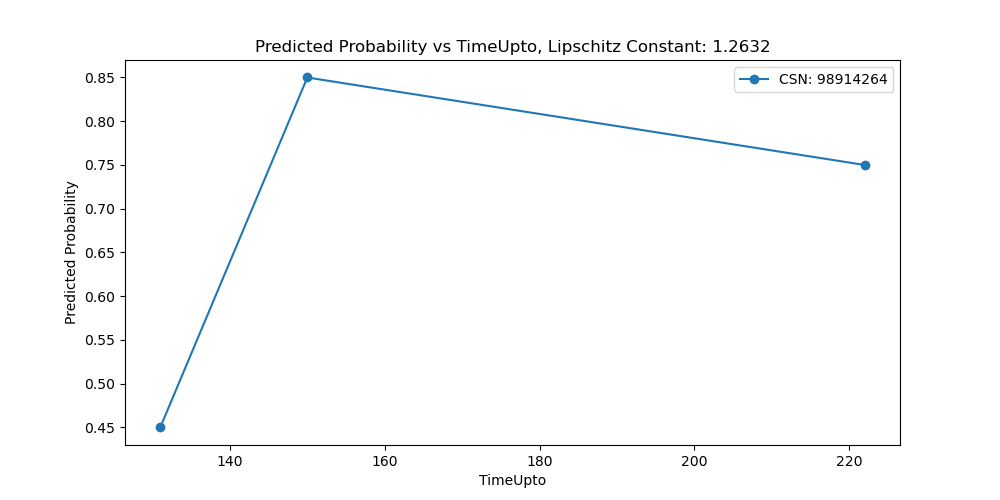 Predicted Probability vs TimeUpto, Lipschitz Constant: 1.2632
CSN: 98914264
0.85
0.80
0.75
0.70
0.65
0.60
0.55
0.50
0.45
Predicted Probability
140 160 180 200 220
TimeUpto